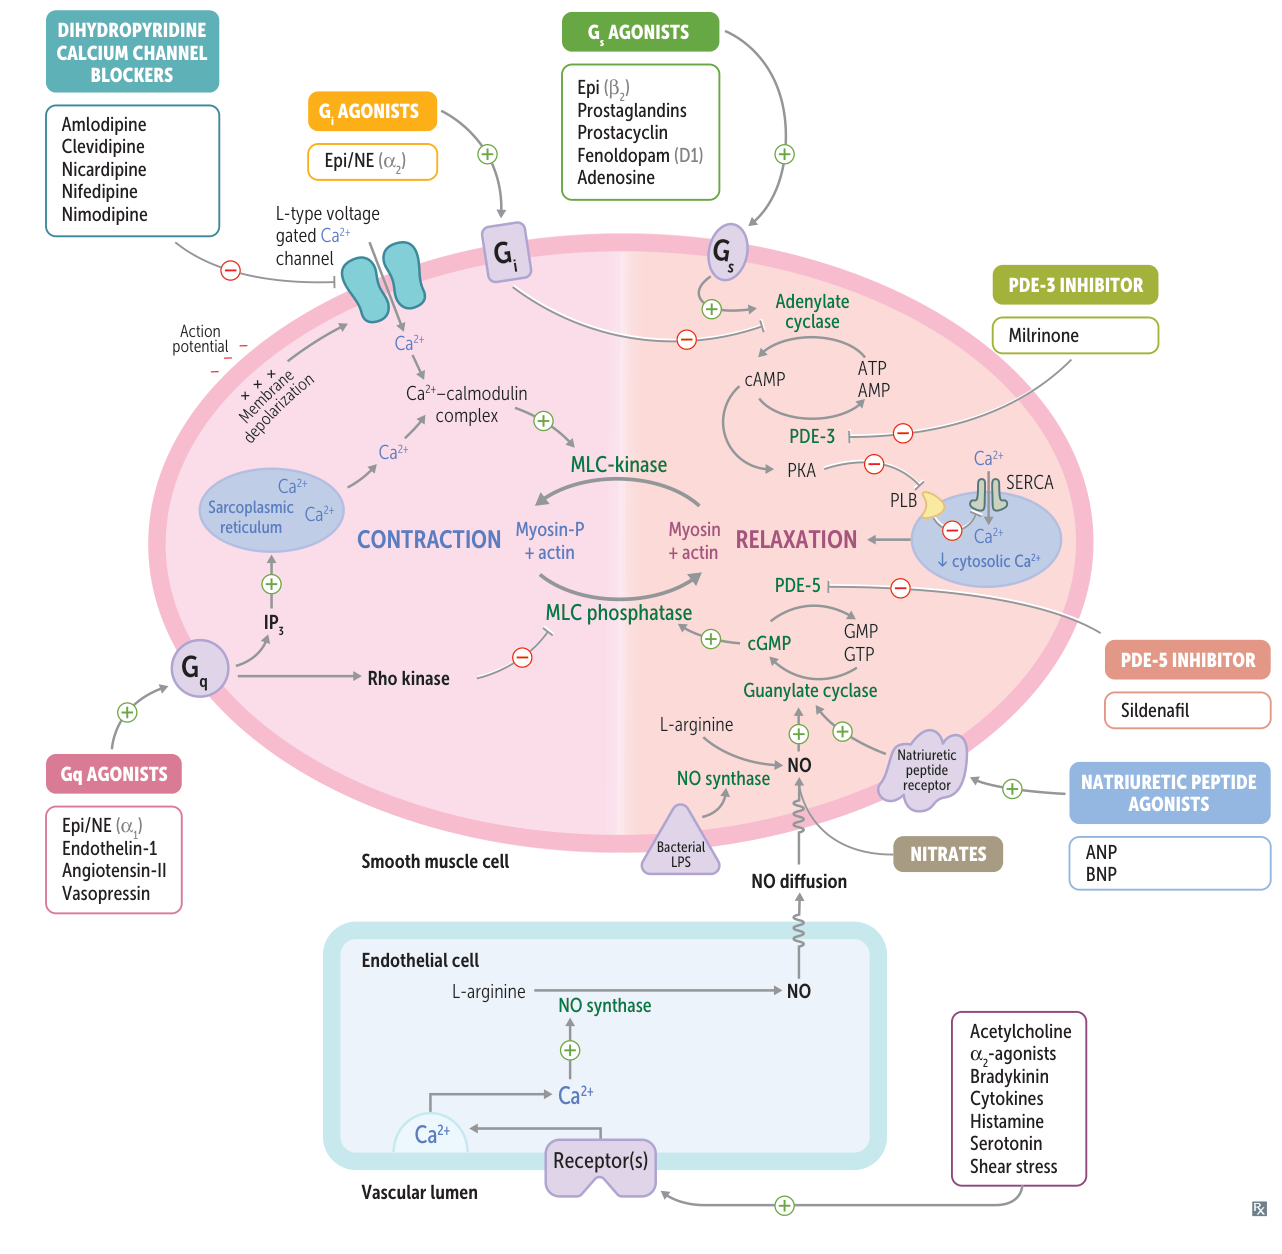 DIHYDROPYRIDINE
CALCIUM CHANNEL
BLOCKERS
Amlodipine
Clevidipine
Nicardipine
Nifedipine
Nimodipine
Gi AGONISTS
Epi/NE (α2)
Gs AGONISTS
Epi (β2)
Prostaglandins
Prostacyclin
Fenoldopam (D1)
Adenosine
L-type voltage
gated Ca2+
channel
Gi
Gs
PDE-3 INHIBITOR
Milrinone
Action
potential
Membrane
depolarization
Ca2+
Ca2+–calmodulin
complex
Ca2+
Adenylate
cyclase
cAMP
ATP
AMP
PDE-3
PKA
PLB
Ca2+
SERCA
Ca2+
↓ cytosolic Ca2+
MLC-kinase
Sarcoplasmic
reticulum
Ca2+
Ca2+
CONTRACTION
Myosin-P
+ actin
Myosin
+ actin
RELAXATION
MLC phosphatase
IP3
Gq
Rho kinase
PDE-5
cGMP
GMP
GTP
Guanylate cyclase
PDE-5 INHIBITOR
Sildenafil
L-arginine
NO synthase
NO
Natriuretic
peptide
receptor
NATRIURETIC PEPTIDE
AGONISTS
ANP
BNP
Gq AGONISTS
Epi/NE (α1)
Endothelin-1
Angiotensin-II
Vasopressin
Smooth muscle cell
Bacterial
LPS
NITRATES
NO diffusion
Endothelial cell
L-arginine
NO
NO synthase
Ca2+
Ca2+
Receptor(s)
Vascular lumen
Acetylcholine
α2-agonists
Bradykinin
Cytokines
Histamine
Serotonin
Shear stress
Rx